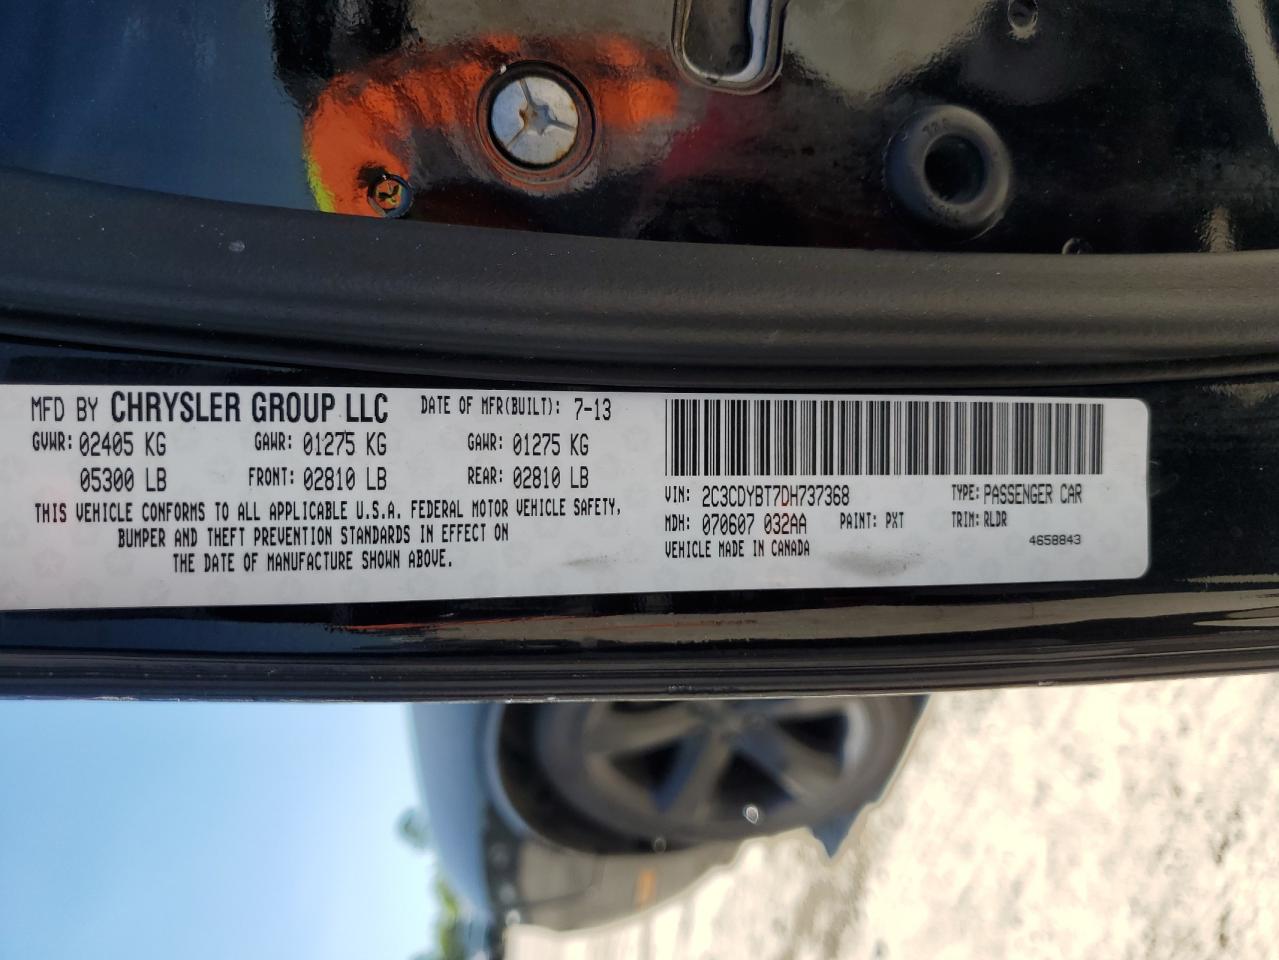 MFD BY CHRYSLER GROUP LLC DATE OF MFR(BUILT): 7-13
GVWR: 02405 KG GAWR: 01275 KG GAWR: 01275 KG
05300 LB FRONT: 02810 LB REAR: 02810 LB
THIS VEHICLE CONFORMS TO ALL APPLICABLE U.S.A. FEDERAL MOTOR VEHICLE SAFETY,
BUMPER AND THEFT PREVENTION STANDARDS IN EFFECT ON
THE DATE OF MANUFACTURE SHOWN ABOVE.
VIN: 2C3CDYBT7DH737368 TYPE: PASSENGER CAR
MDH: 070607 032AA PAINT: PXT TRIM: RLDR
VEHICLE MADE IN CANADA 4658843